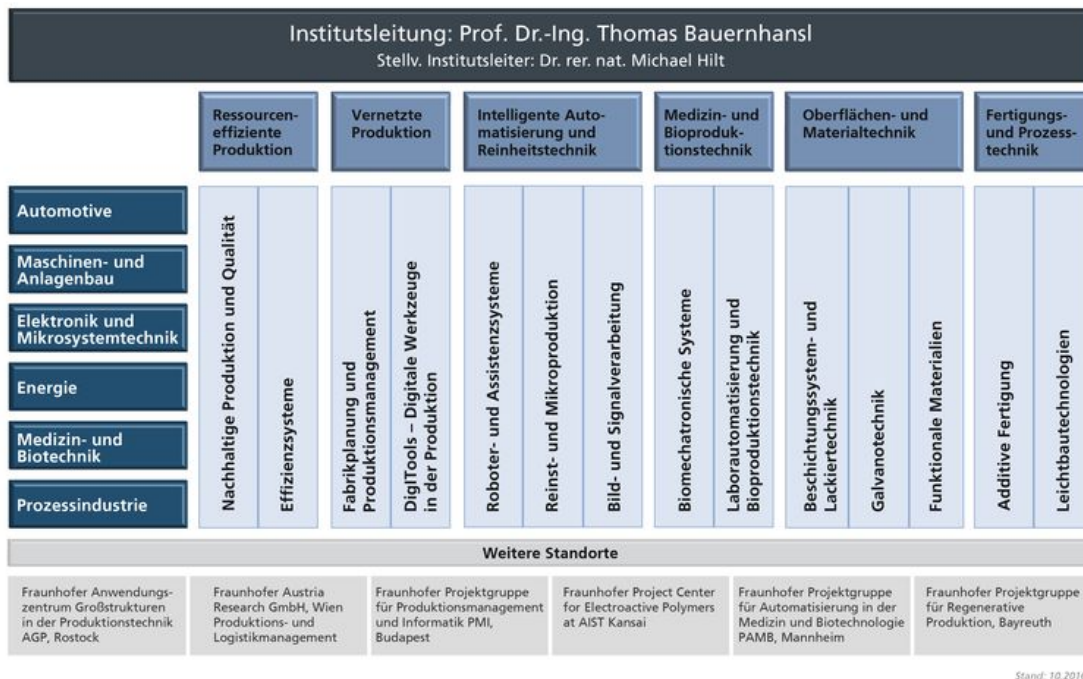 Institutsleitung: Prof. Dr.-Ing. Thomas Bauernhansl
Stellv. Institutsleiter: Dr. rer. nat. Michael Hilt
Ressourcen-
effiziente
Produktion
Vernetzte
Produktion
Intelligente Auto-
matisierung und
Reinheitstechnik
Medizin- und
Bioproduk-
tionstechnik
Oberflächen- und
Materialtechnik
Fertigungs-
und Prozess-
technik
Automotive
Maschinen- und
Anlagenbau
Elektronik und
Mikrosystemtechnik
Energie
Medizin- und
Biotechnik
Prozessindustrie
Nachhaltige Produktion und Qualität
Effizienzsysteme
Fabrikplanung und
Produktionsmanagement
DigITools – Digitale Werkzeuge
in der Produktion
Roboter- und Assistenzsysteme
Reinst- und Mikroproduktion
Bild- und Signalverarbeitung
Biomechatronische Systeme
Laborautomatisierung und
Bioproduktionstechnik
Beschichtungssystem- und
Lackiertechnik
Galvanotechnik
Funktionale Materialien
Additive Fertigung
Leichtbautechnologien
Weitere Standorte
Fraunhofer Anwendungs-
zentrum Großstrukturen
in der Produktionstechnik
AGP, Rostock
Fraunhofer Austria
Research GmbH, Wien
Produktions- und
Logistikmanagement
Fraunhofer Projektgruppe
für Produktionsmanagement
und Informatik PMI,
Budapest
Fraunhofer Project Center
for Electroactive Polymers
at AIST Kansai
Fraunhofer Projektgruppe
für Automatisierung in der
Medizin und Biotechnologie
PAMB, Mannheim
Fraunhofer Projektgruppe
für Regenerative
Produktion, Bayreuth
Stand: 10.2016